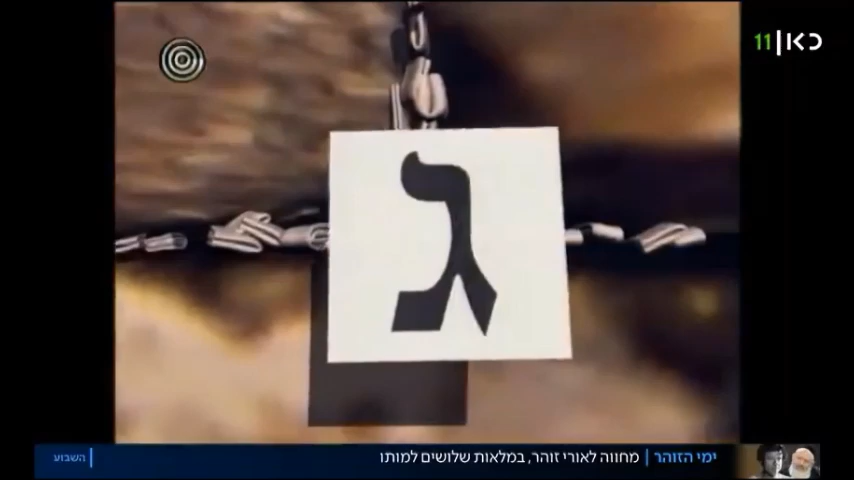 כאן 11
ג
ימי הזוהר | מחווה לאורי זוהר, במלאות שלושים למותו
השבוע